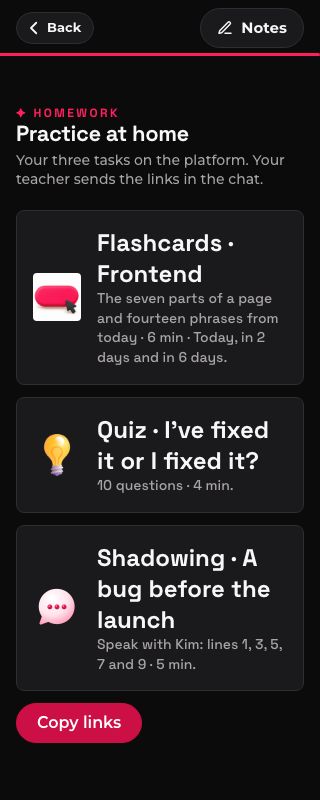 Back
Notes
HOMEWORK
Practice at home
Your three tasks on the platform. Your
teacher sends the links in the chat.
Flashcards ·
Frontend
The seven parts of a page
and fourteen phrases from
today · 6 min · Today, in 2
days and in 6 days.
Quiz · I've fixed
it or I fixed it?
10 questions · 4 min.
Shadowing · A
bug before the
launch
Speak with Kim: lines 1, 3, 5,
7 and 9 · 5 min.
Copy links